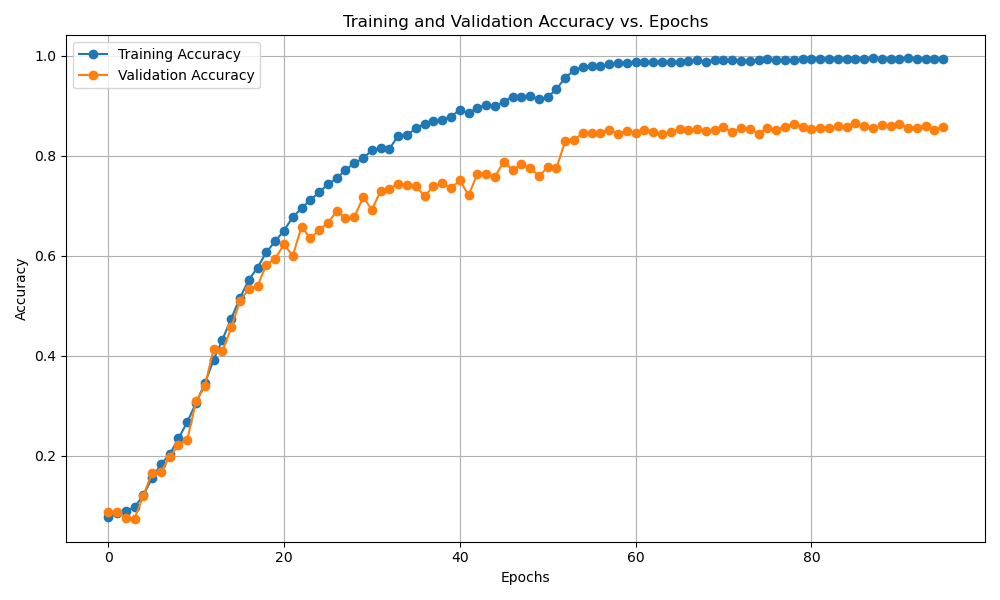 Training and Validation Accuracy vs. Epochs
Training Accuracy
Validation Accuracy
1.0
0.8
0.6
0.4
0.2
Accuracy
0
20
40
60
80
Epochs